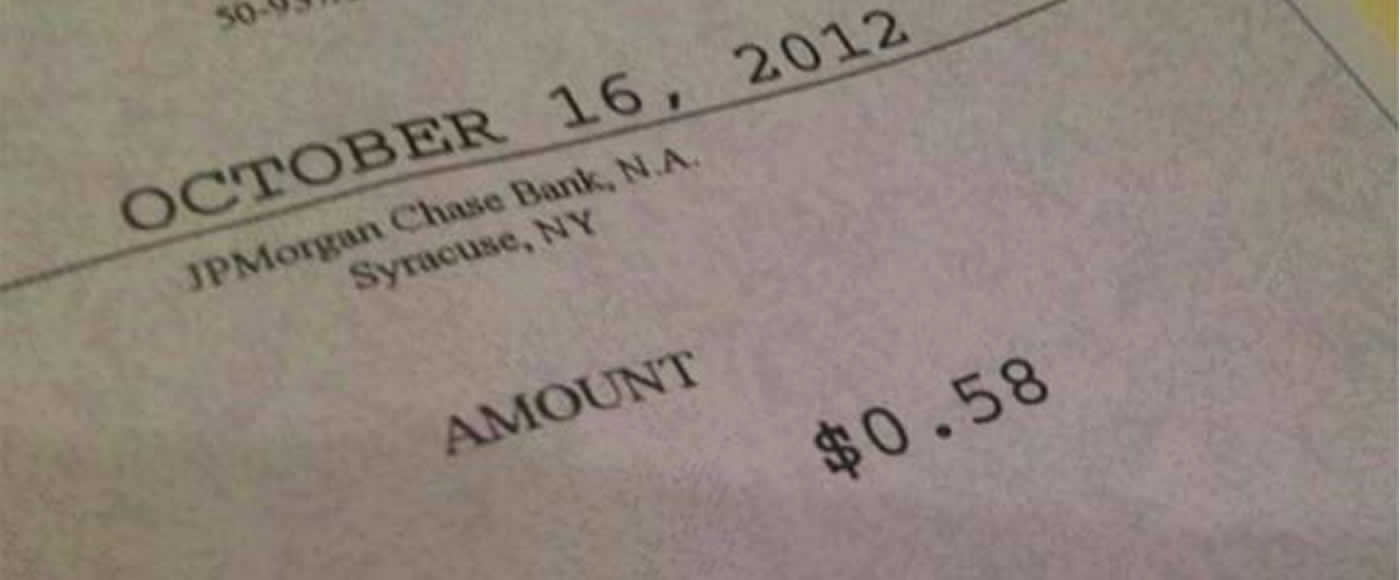 OCTOBER 16, 2012
JPMorgan Chase Bank, N.A.
Syracuse, NY
AMOUNT $0.58